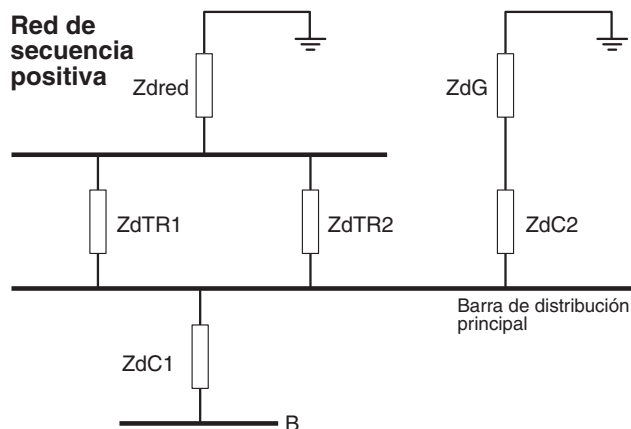 Red de
secuencia
positiva
Zdred
ZdG
ZdTR1
ZdTR2
ZdC2
Barra de distribución
principal
ZdC1
B